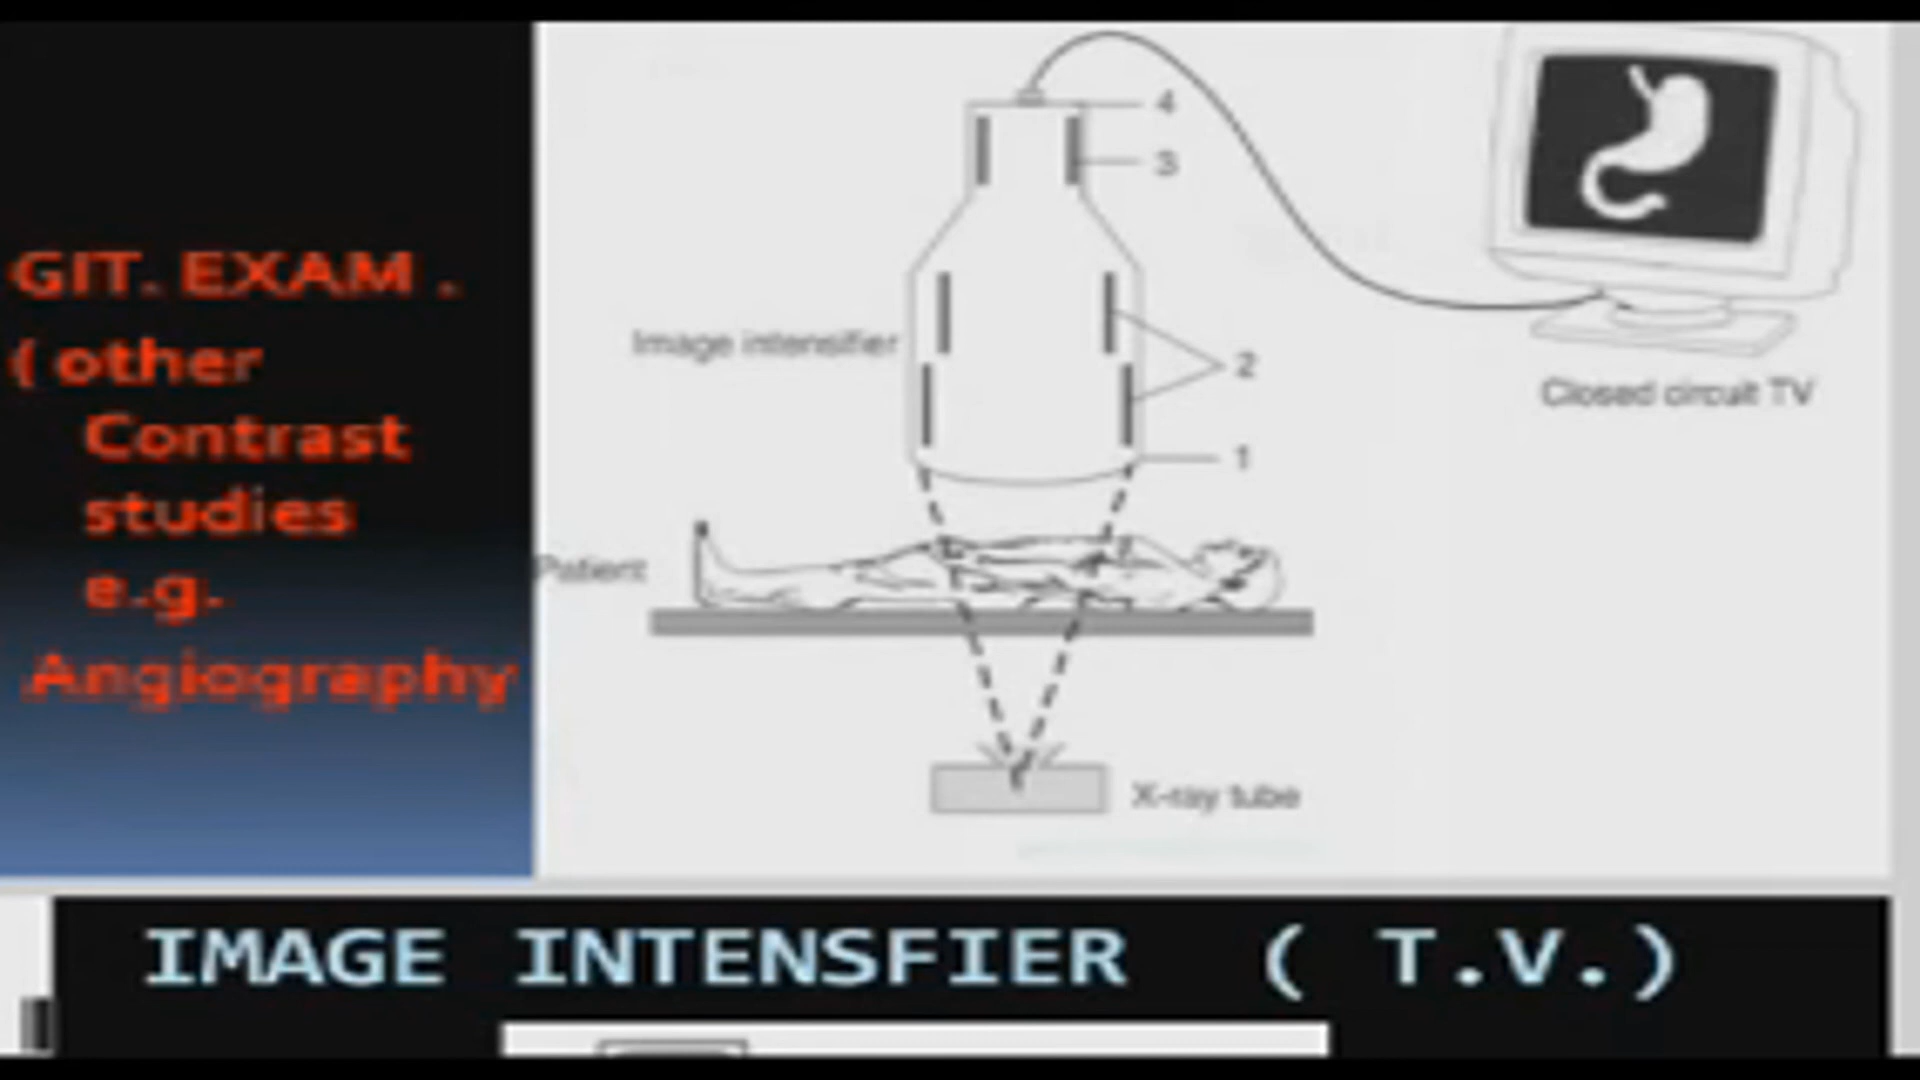 GIT. EXAM .
( other
Contrast
studies
e.g.
.Angiography
4
3
Image intensifier
2
Closed circuit TV
1
Patient
X-ray tube
IMAGE INTENSFIER ( T.V.)